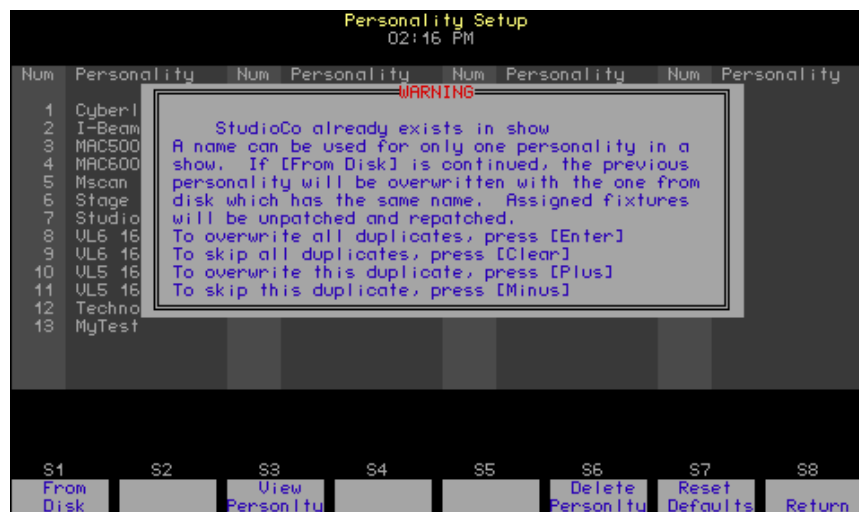 Personality Setup
02:16 PM
Num Personality Num Personality Num Personality Num Personality
WARNING
StudioCo already exists in show
A name can be used for only one personality in a
show. If [From Disk] is continued, the previous
personality will be overwritten with the one from
disk which has the same name. Assigned fixtures
will be unpatched and repatched.
To overwrite all duplicates, press [Enter]
To skip all duplicates, press [Clear]
To overwrite this duplicate, press [Plus]
To skip this duplicate, press [Minus]
1 Cyberl
2 I-Beam
3 MAC500
4 MAC600
5 Mscan
6 Stage
7 Studio
8 VL6 16
9 VL6 16
10 VL5 16
11 VL5 16
12 Techno
13 MyTest
S1 S2 S3 S4 S5 S6 S7 S8
From Disk
View Personlty
Delete Personlty
Reset Defaults
Return